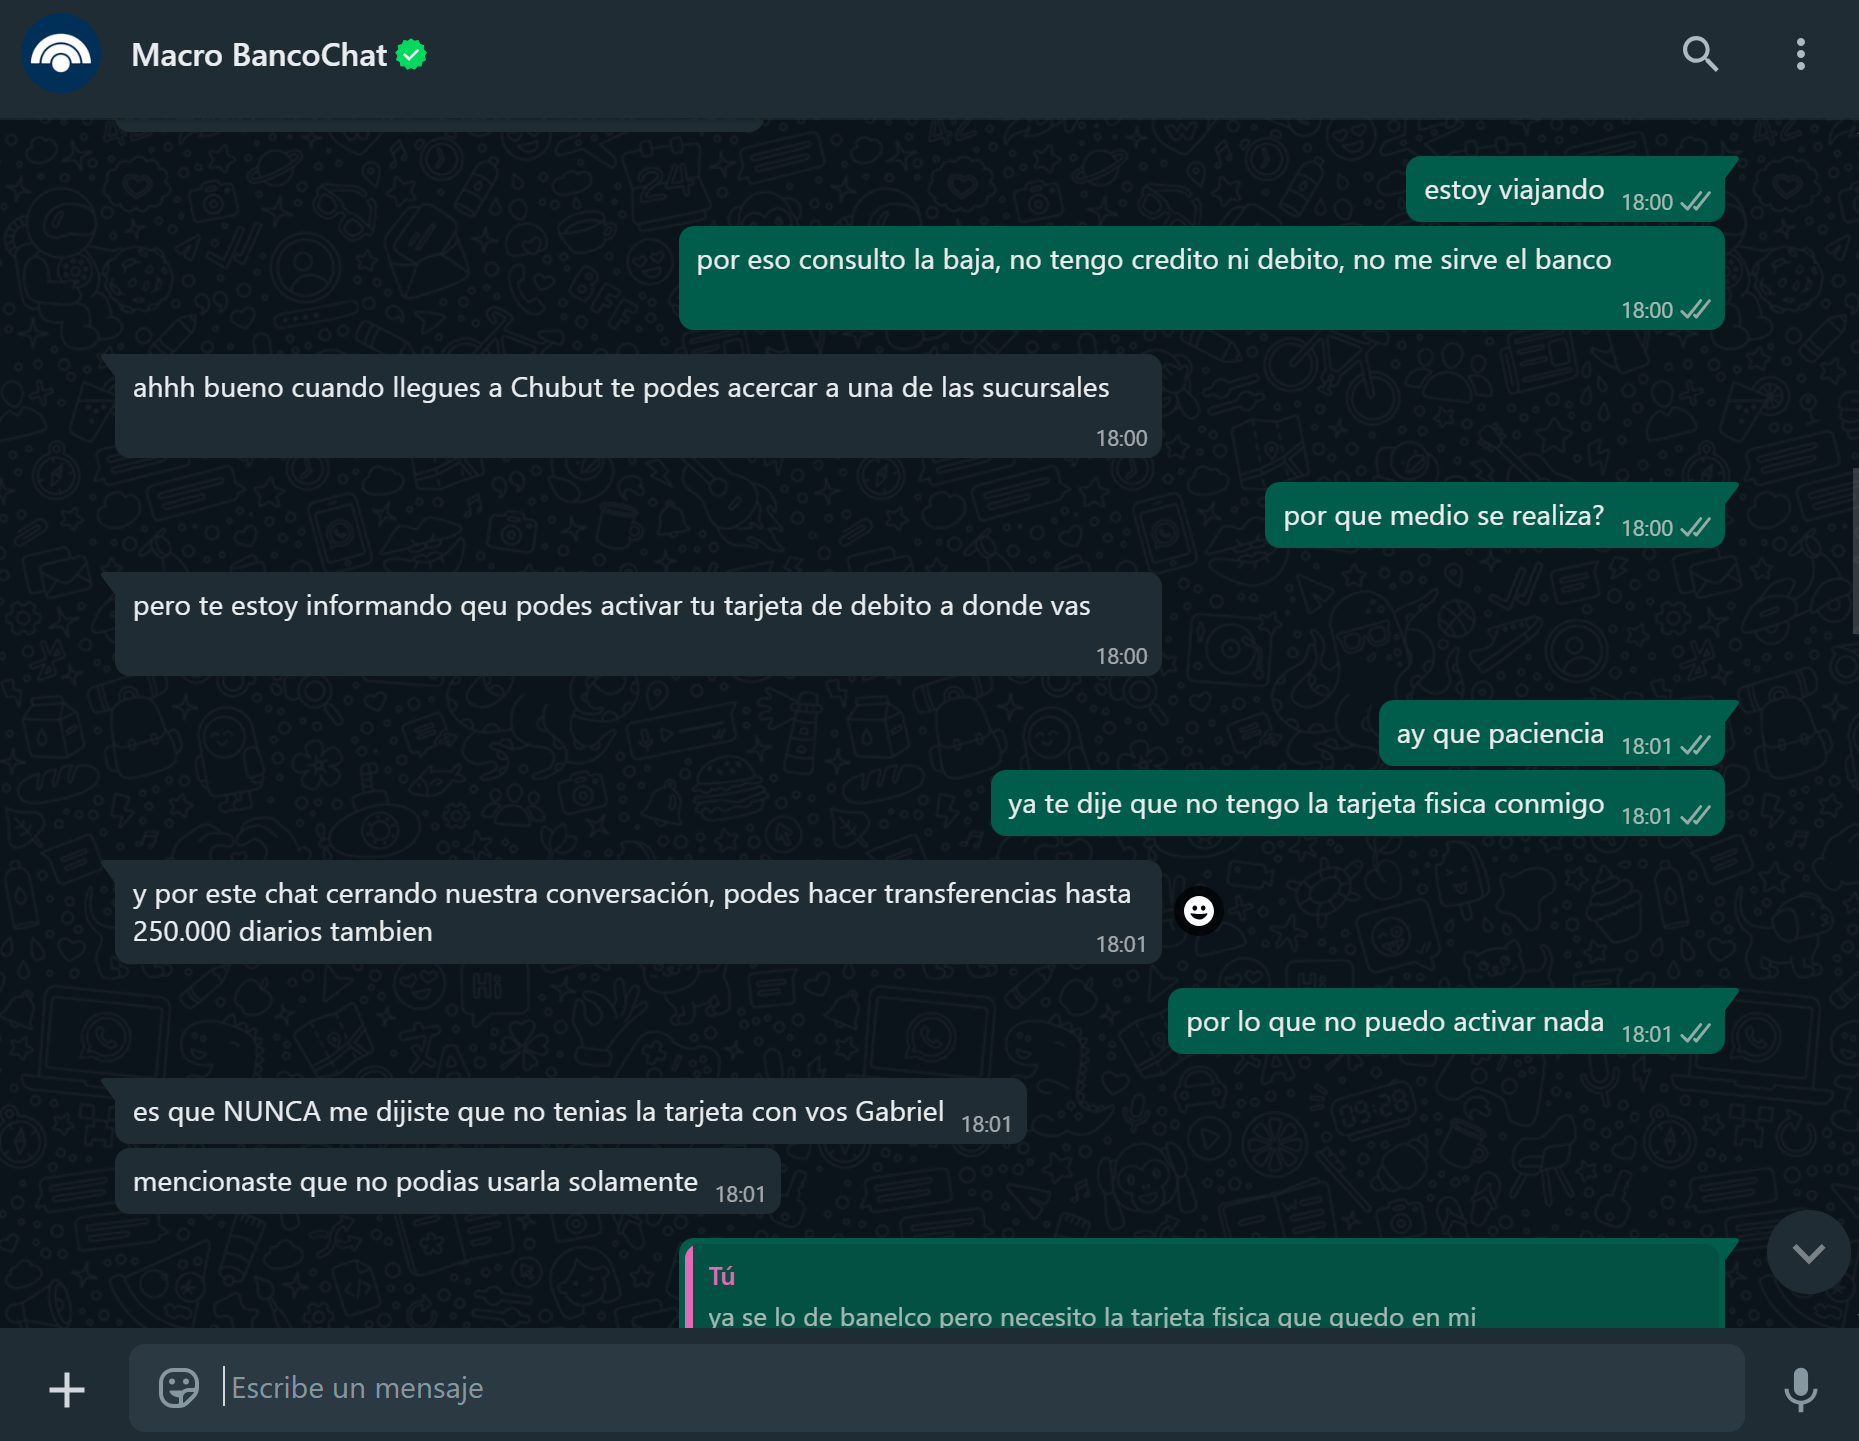 Macro BancoChat
estoy viajando 18:00
por eso consulto la baja, no tengo credito ni debito, no me sirve el banco
18:00
ahhh bueno cuando llegues a Chubut te podes acercar a una de las sucursales
18:00
por que medio se realiza? 18:00
pero te estoy informando qeu podes activar tu tarjeta de debito a donde vas
18:00
ay que paciencia 18:01
ya te dije que no tengo la tarjeta fisica conmigo 18:01
y por este chat cerrando nuestra conversación, podes hacer transferencias hasta
250.000 diarios tambien
18:01
por lo que no puedo activar nada 18:01
es que NUNCA me dijiste que no tenias la tarjeta con vos Gabriel 18:01
mencionaste que no podias usarla solamente 18:01
Tú
ya se lo de banelco pero necesito la tarjeta fisica que quedo en mi
Escribe un mensaje